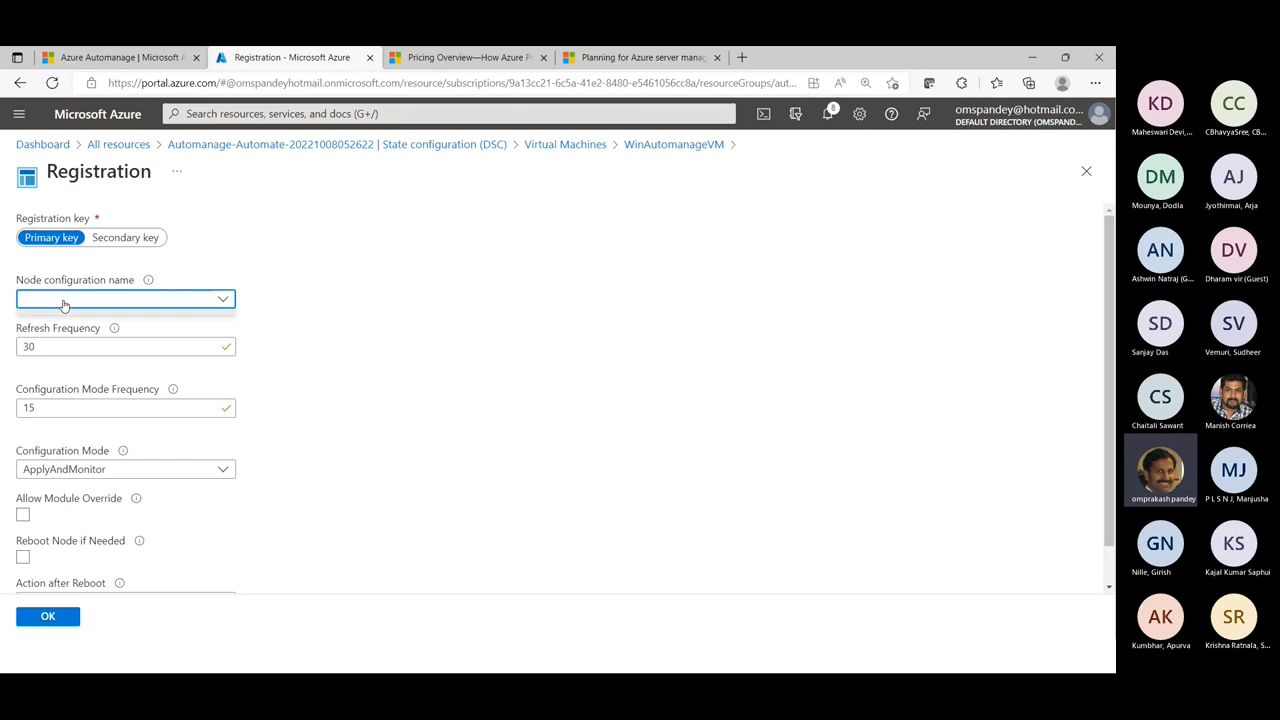 Azure Automanage | Microsoft A
Registration - Microsoft Azure
Pricing Overview—How Azure Pr
Planning for Azure server manag
https://portal.azure.com/#@omspandeyhotmail.onmicrosoft.com/resource/subscriptions/9a13cc21-6c5a-41e2-8480-e5461056cc8a/resourceGroups/aut...
Microsoft Azure
Search resources, services, and docs (G+/)
8
omspandey@hotmail.co...
DEFAULT DIRECTORY (OMSPAND...
Dashboard > All resources > Automanage-Automate-20221008052622 | State configuration (DSC) > Virtual Machines > WinAutomanageVM >
Registration ...
Registration key *
Primary key Secondary key
Node configuration name
Refresh Frequency
30
Configuration Mode Frequency
15
Configuration Mode
ApplyAndMonitor
Allow Module Override
Reboot Node if Needed
Action after Reboot
OK
KD CC
Maheswari Devi,... CBhavyaSree, CB...
DM AJ
Mounya, Dodla Jyothirmai, Arja
AN DV
Ashwin Natraj (G... Dharam vir (Guest)
SD SV
Sanjay Das Vemuri, Sudheer
CS
Chaitali Sawant Manish Corriea
MJ
omprakash pandey P L S N J, Manjusha
GN KS
Nille, Girish Kajal Kumar Saphui
AK SR
Kumbhar, Apurva Krishna Ratnala, S...